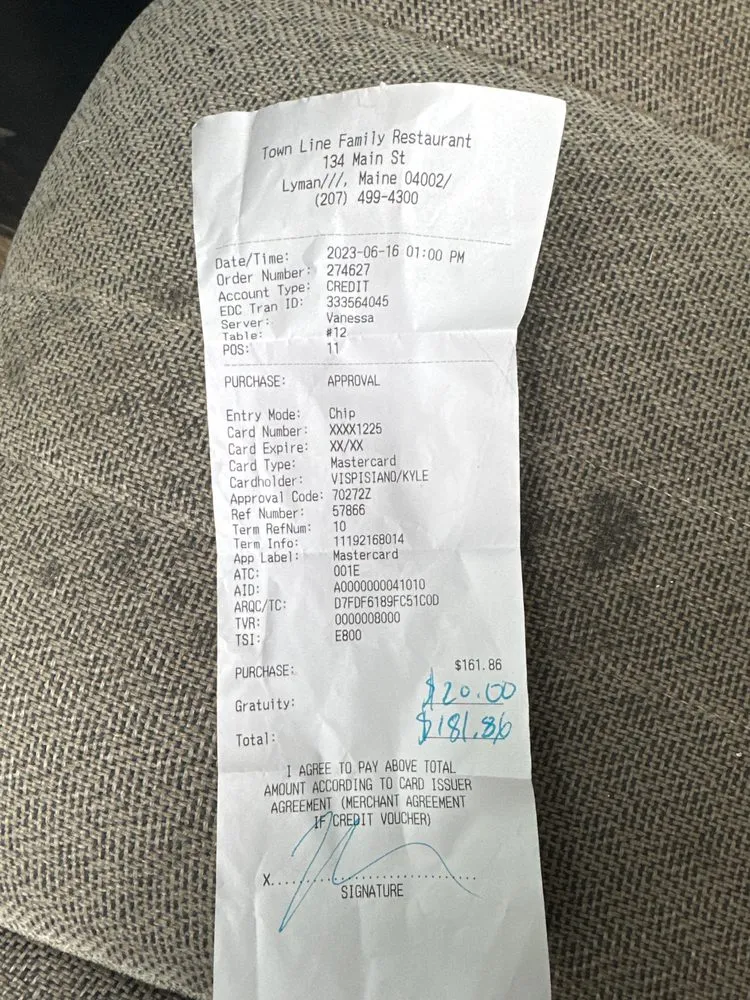 Town Line Family Restaurant
134 Main St
Lyman///, Maine 04002/
(207) 499-4300
Date/Time: 2023-06-16 01:00 PM
Order Number: 274627
Account Type: CREDIT
EDC Tran ID: 333564045
Server: Vanessa
Table: #12
POS: 11
PURCHASE: APPROVAL
Entry Mode: Chip
Card Number: XXXX1225
Card Expire: XX/XX
Card Type: Mastercard
Cardholder: VISPISIANO/KYLE
Approval Code: 70272Z
Ref Number: 57866
Term RefNum: 10
Term Info: 11192168014
App Label: Mastercard
ATC: 001E
AID: A0000000041010
ARQC/TC: D7FDF6189FC51C0D
TVR: 0000008000
TSI: E800
PURCHASE: $161.86
Gratuity: $20.00
Total: $181.86
I AGREE TO PAY ABOVE TOTAL
AMOUNT ACCORDING TO CARD ISSUER
AGREEMENT (MERCHANT AGREEMENT
IF CREDIT VOUCHER)
X..............................
SIGNATURE